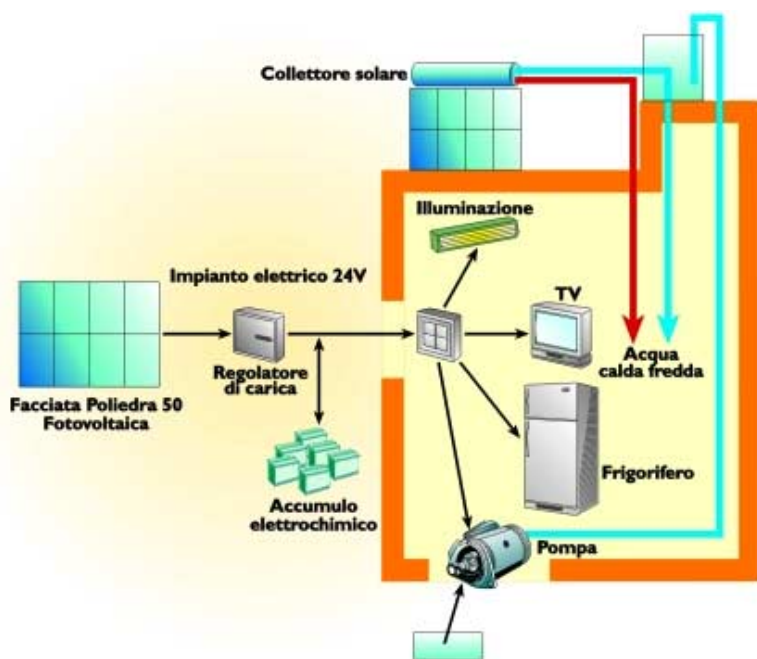 Collettore solare
Illuminazione
Impianto elettrico 24V
TV
Regolatore
di carica
Acqua
calda fredda
Facciata Poliedra 50
Fotovoltaica
Frigorifero
Accumulo
elettrochimico
Pompa